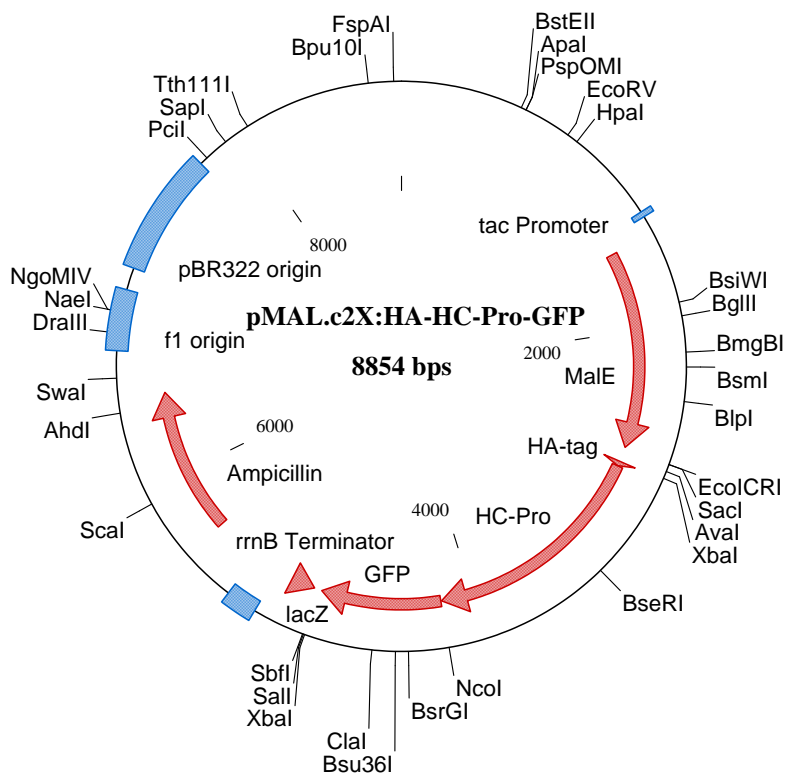 FspAI
Bpu10I
BstEII
ApaI
PspOMI
EcoRV
HpaI
Tth111I
SapI
PciI
tac Promoter
8000
pBR322 origin
NgoMIV
NaeI
DraIII
BsiWI
BglII
BmgBI
BsmI
BlpI
pMAL.c2X:HA-HC-Pro-GFP
8854 bps
f1 origin
2000
MalE
SwaI
AhdI
6000
Ampicillin
HA-tag
EcoICRI
SacI
AvaI
XbaI
ScaI
4000
HC-Pro
rrnB Terminator
GFP
lacZ
BseRI
SbfI
SalI
XbaI
NcoI
BsrGI
ClaI
Bsu36I